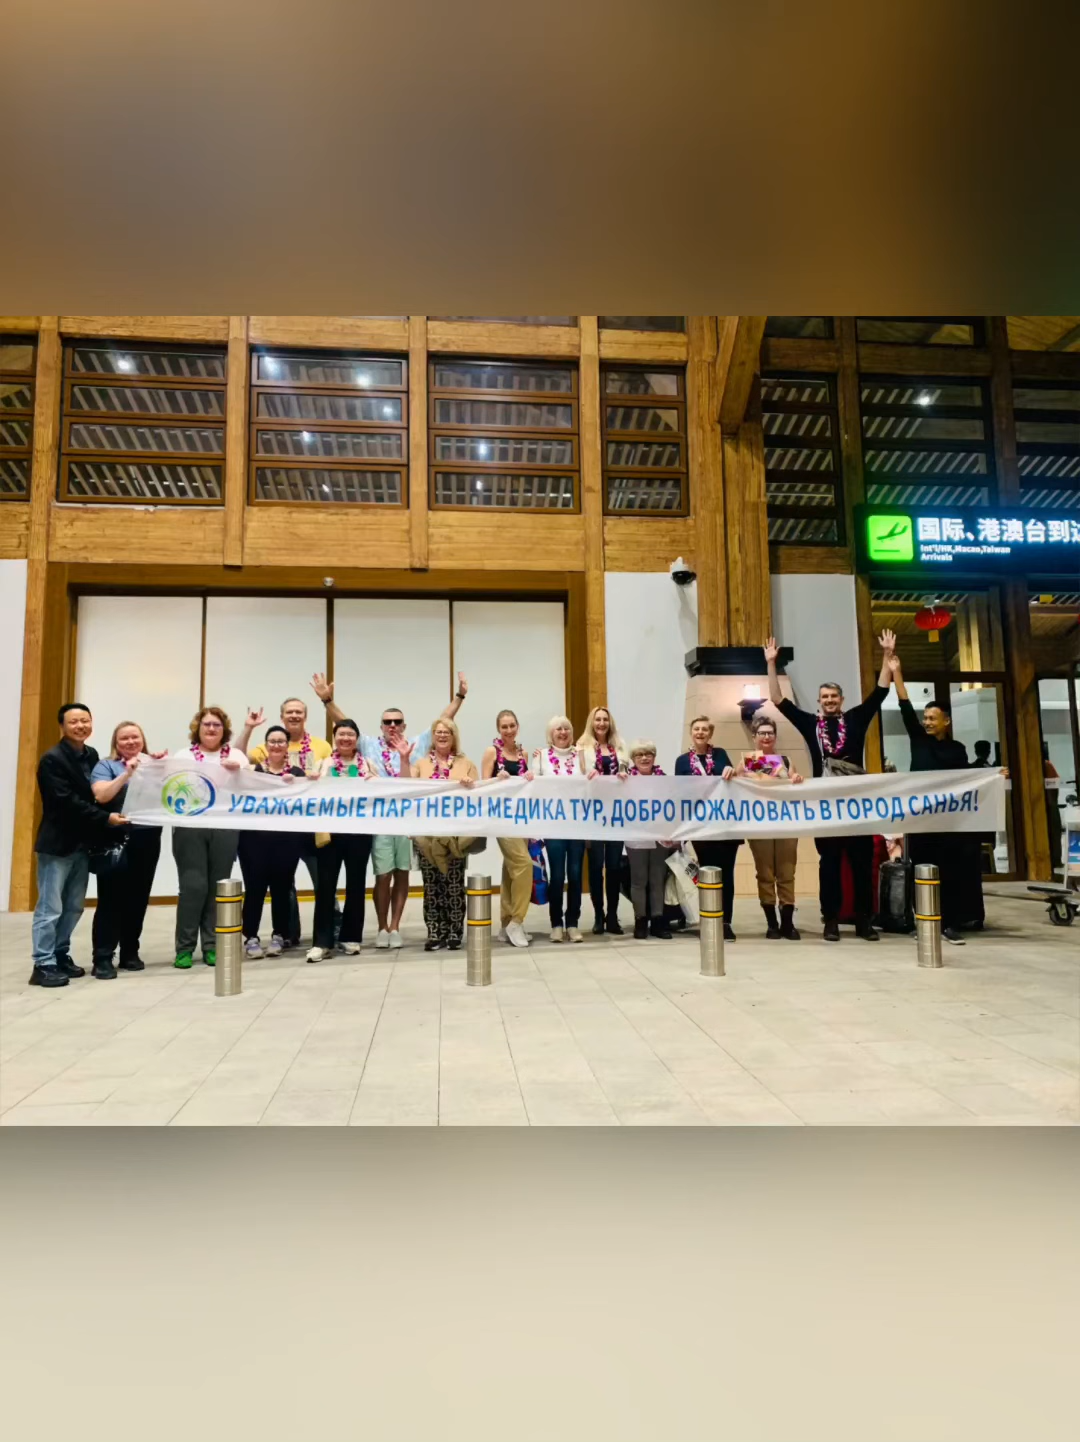 国际、港澳台到达
Int'l/HK,Macao,Taiwan
Arrivals
УВАЖАЕМЫЕ ПАРТНЕРЫ МЕДИКА ТУР, ДОБРО ПОЖАЛОВАТЬ В ГОРОД САНЬЯ!